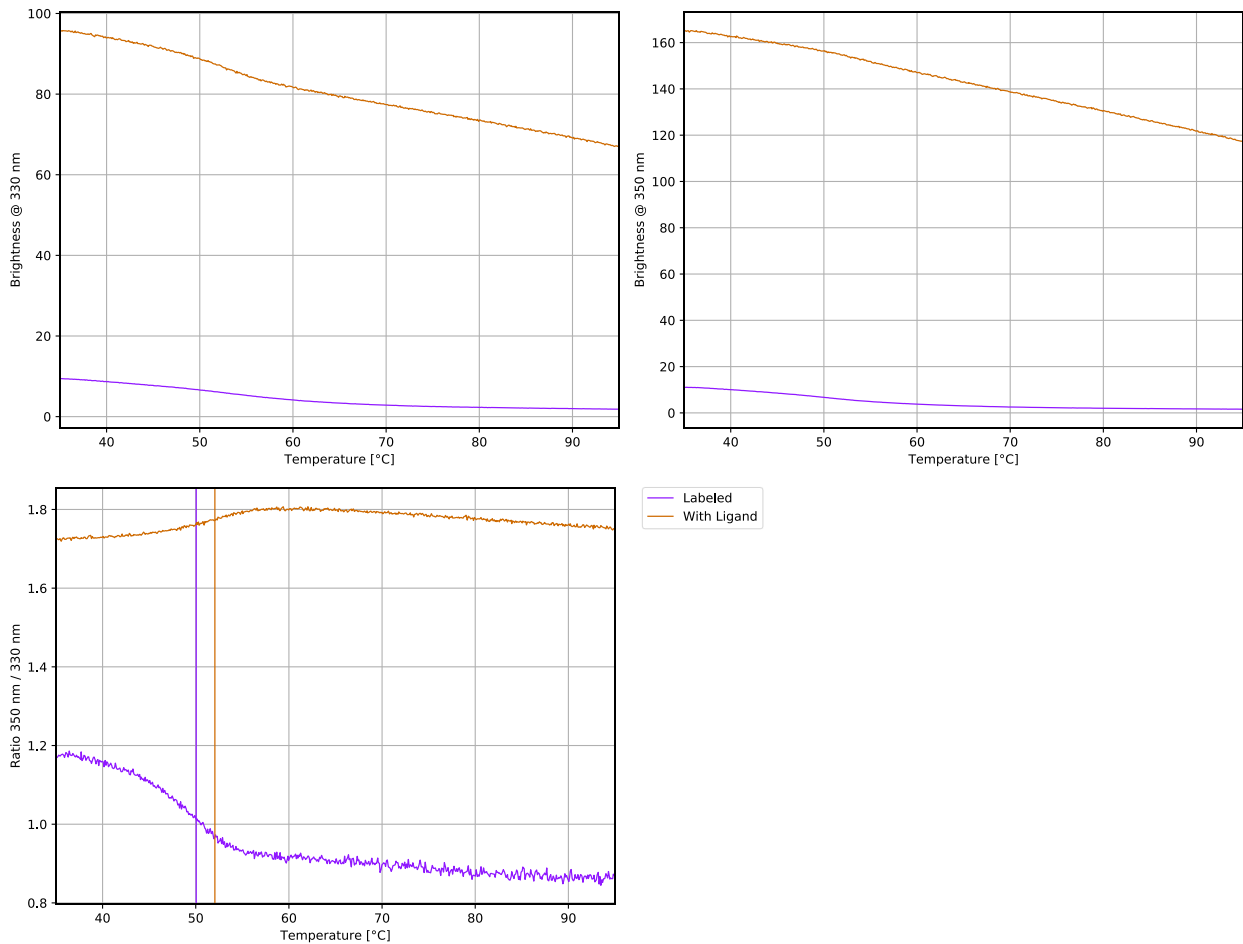 100
80
60
40
20
0
Brightness @ 330 nm
40 50 60 70 80 90
Temperature [°C]
160
140
120
100
80
60
40
20
0
Brightness @ 350 nm
40 50 60 70 80 90
Temperature [°C]
1.8
1.6
1.4
1.2
1.0
0.8
Ratio 350 nm / 330 nm
40 50 60 70 80 90
Temperature [°C]
Labeled
With Ligand